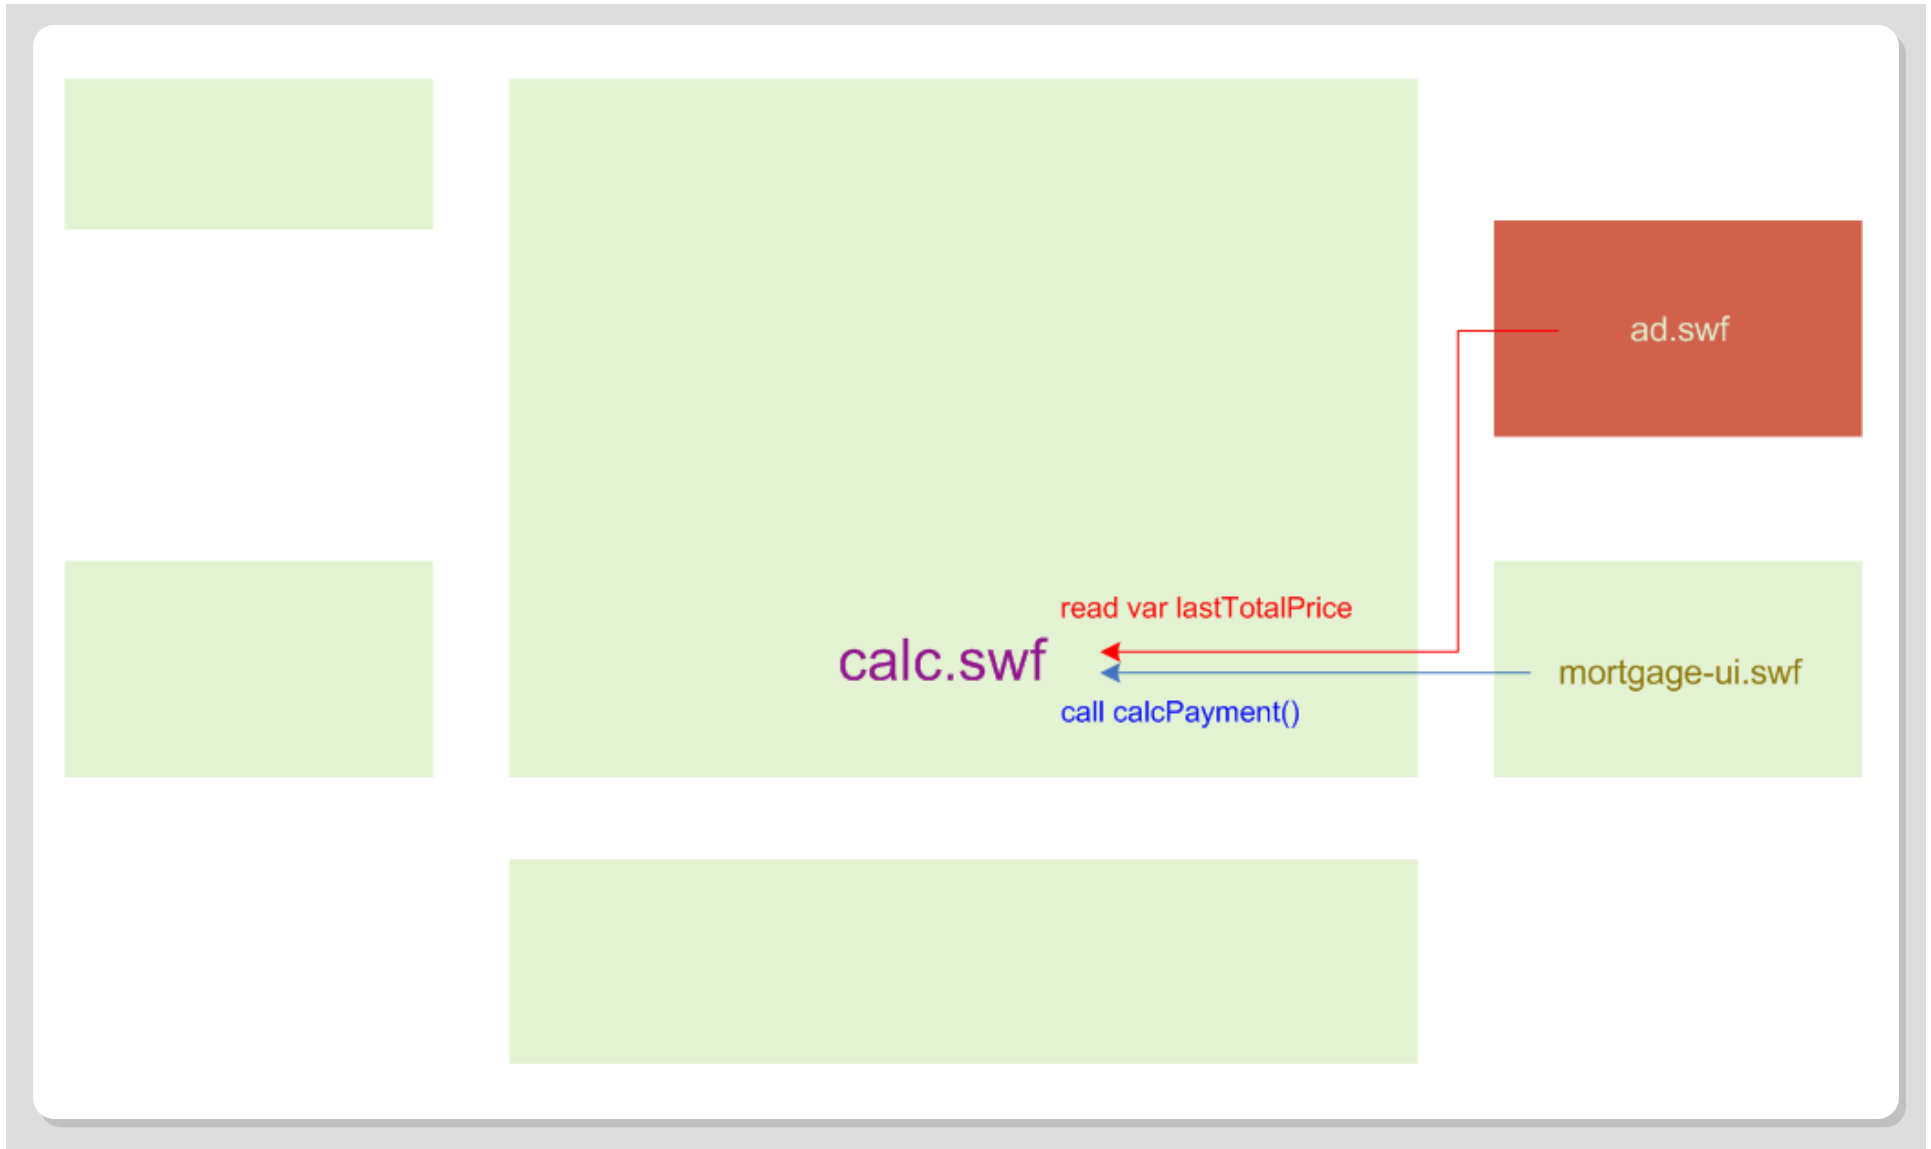 ad.swf
read var lastTotalPrice
calc.swf
mortgage-ui.swf
call calcPayment()